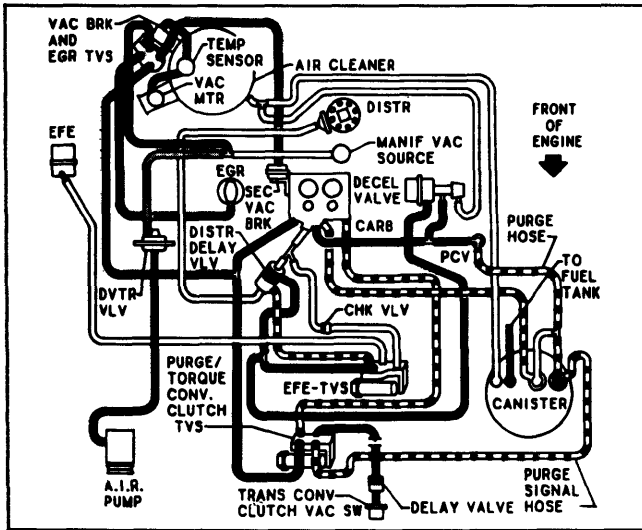 VAC BRK
AND
EGR TVS
TEMP
SENSOR
AIR CLEANER
VAC
MTR
DISTR
FRONT
OF
ENGINE
EFE
MANIF VAC
SOURCE
EGR
SEC
VAC
BRK
DECEL
VALVE
DISTR
DELAY
VLV
CARB
PURGE
HOSE
PCV
TO
FUEL
TANK
DVTR
VLV
CHK VLV
PURGE/
TORQUE
CONV.
CLUTCH
TVS
EFE-TVS
CANISTER
A.I.R.
PUMP
TRANS CONV
CLUTCH VAC SW
DELAY VALVE
PURGE
SIGNAL
HOSE